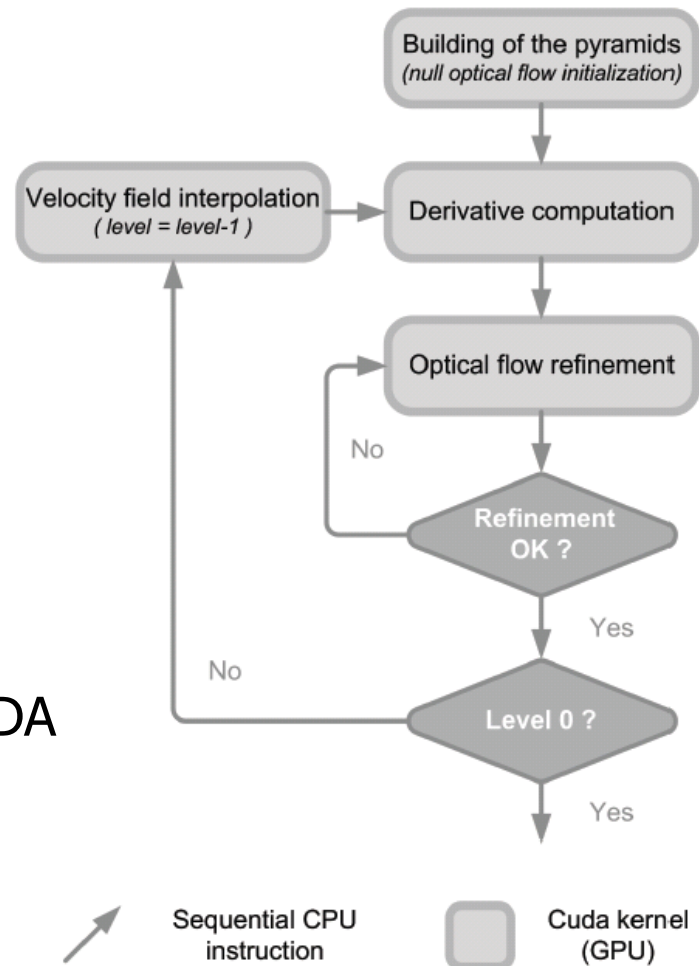 Building of the pyramids
(null optical flow initialization)
Velocity field interpolation
( level = level-1 )
Derivative computation
Optical flow refinement
No
Refinement
OK ?
Yes
No
DA
Level 0 ?
Yes
Sequential CPU
instruction
Cuda kernel
(GPU)